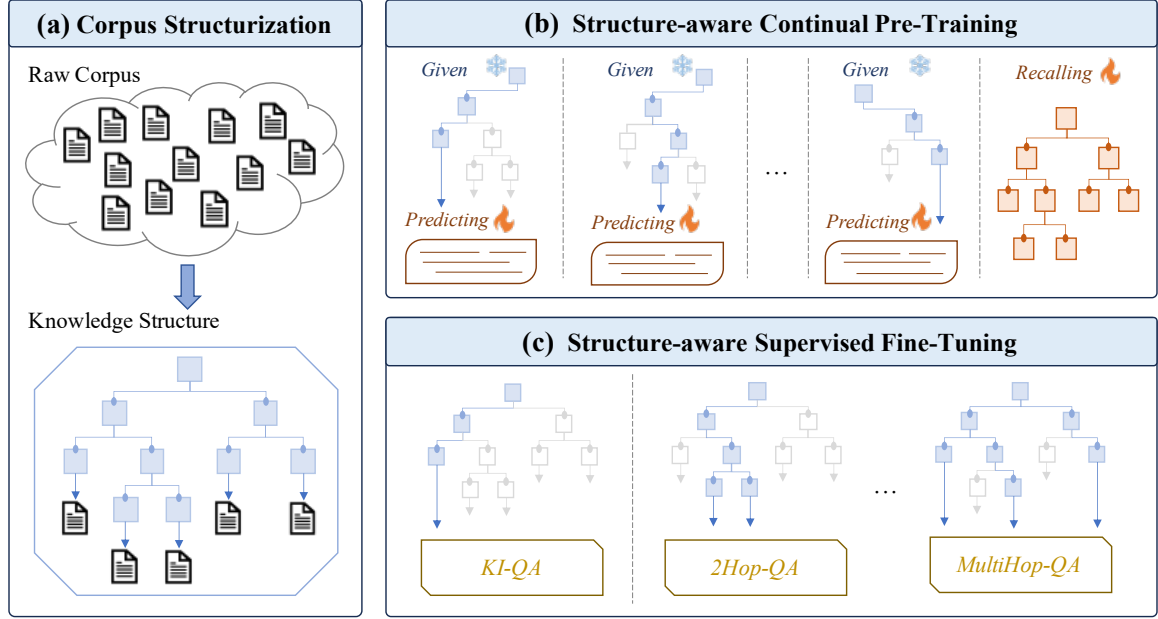 (a) Corpus Structurization
Raw Corpus
Knowledge Structure
(b) Structure-aware Continual Pre-Training
Given
Given
Given
Recalling
...
Predicting
Predicting
Predicting
(c) Structure-aware Supervised Fine-Tuning
...
KI-QA
2Hop-QA
MultiHop-QA